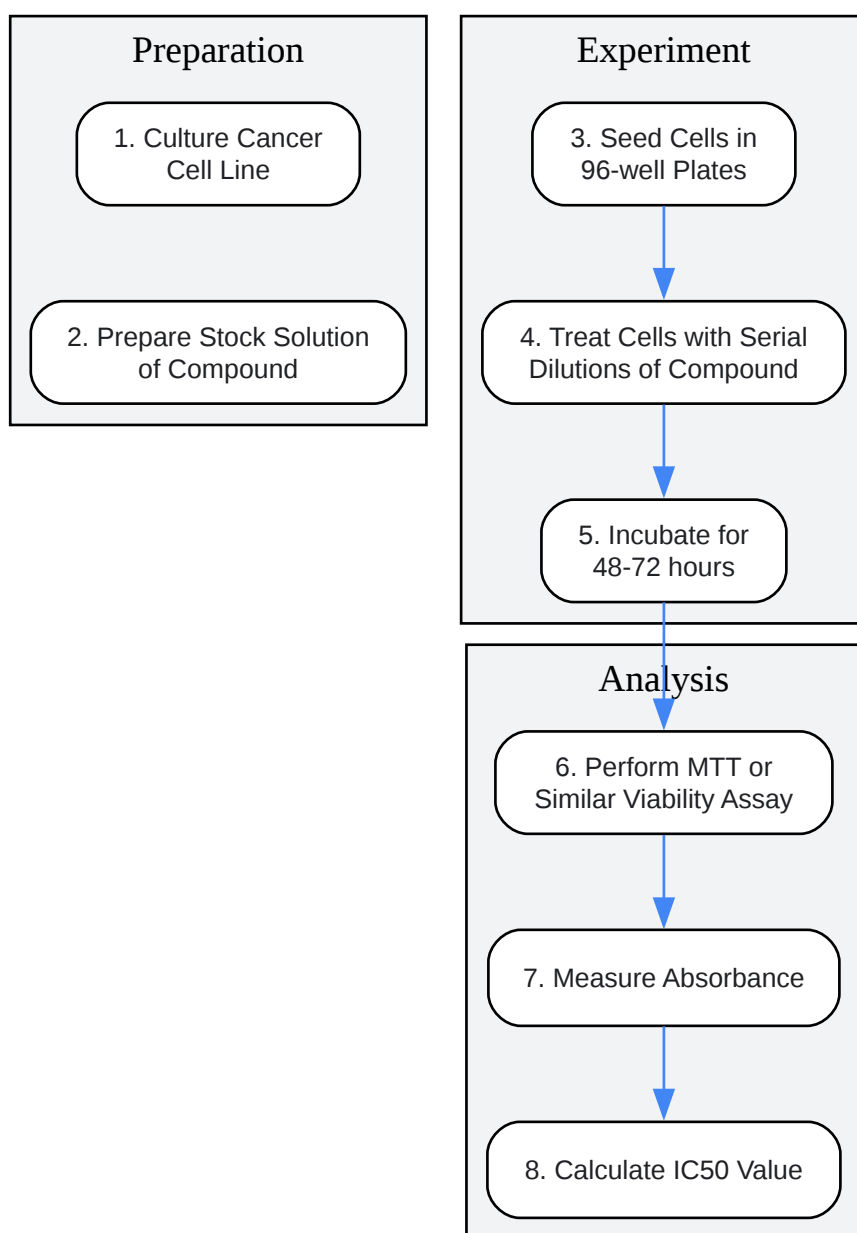 Preparation
1. Culture Cancer
Cell Line
2. Prepare Stock Solution
of Compound
Experiment
3. Seed Cells in
96-well Plates
4. Treat Cells with Serial
Dilutions of Compound
5. Incubate for
48-72 hours
Analysis
6. Perform MTT or
Similar Viability Assay
7. Measure Absorbance
8. Calculate IC50 Value